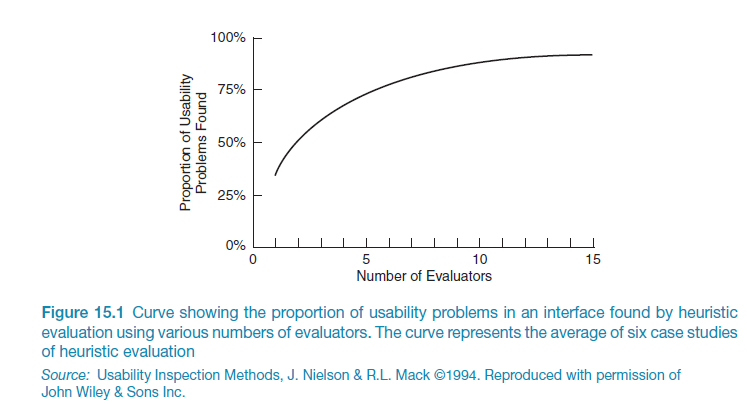 100%
75%
50%
25%
0%
Proportion of Usability
Problems Found
0
5
10
15
Number of Evaluators
Figure 15.1 Curve showing the proportion of usability problems in an interface found by heuristic
evaluation using various numbers of evaluators. The curve represents the average of six case studies
of heuristic evaluation
Source: Usability Inspection Methods, J. Nielson & R.L. Mack ©1994. Reproduced with permission of
John Wiley & Sons Inc.